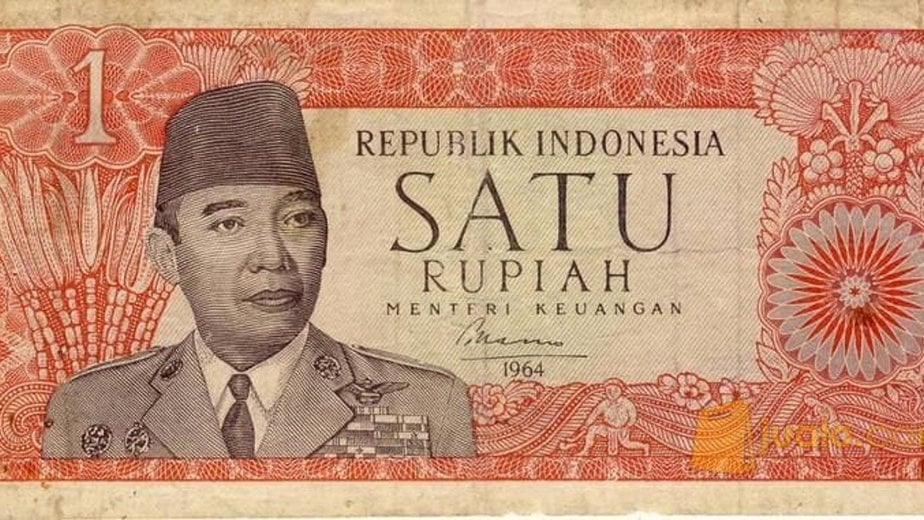 1
REPUBLIK INDONESIA
SATU
RUPIAH
MENTERI KEUANGAN
1964